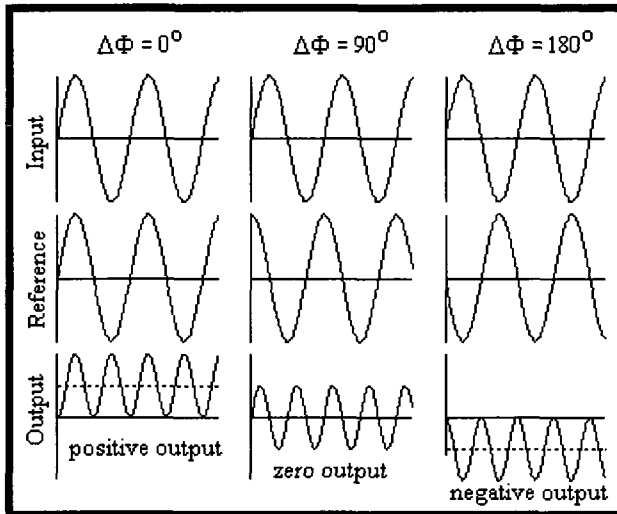 ΔΦ = 0° ΔΦ = 90° ΔΦ = 180°
Input
Reference
Output
positive output
zero output
negative output